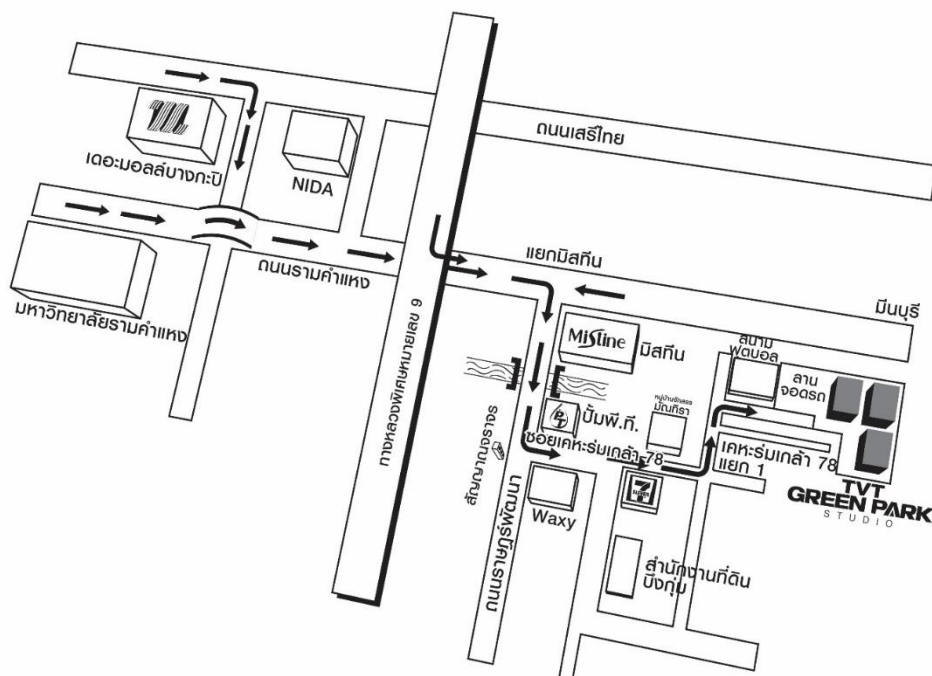 ถนนเสรีไทย
เดอะมอลล์บางกะปิ
NIDA
แยกมิสทีน
ถนนรามคำแหง
มหาวิทยาลัยรามคำแหง
ทางหลวงพิเศษหมายเลข 9
มีนบุรี
Mistine
มิสทีน
สนาม
ฟุตบอล
ลาน
จอดรถ
หมู่บ้านจัดสรร
มัณฑิรา
PT
ปั้มพี.ที.
ซอยเคหะร่มเกล้า 78
สัญญาณจราจร
ถนนราษฎร์พัฒนา
Waxy
7
ELEVEN
เคหะร่มเกล้า 78
แยก 1
TVT
GREEN PARK
STUDIO
สำนักงานที่ดิน
บึงกุ่ม